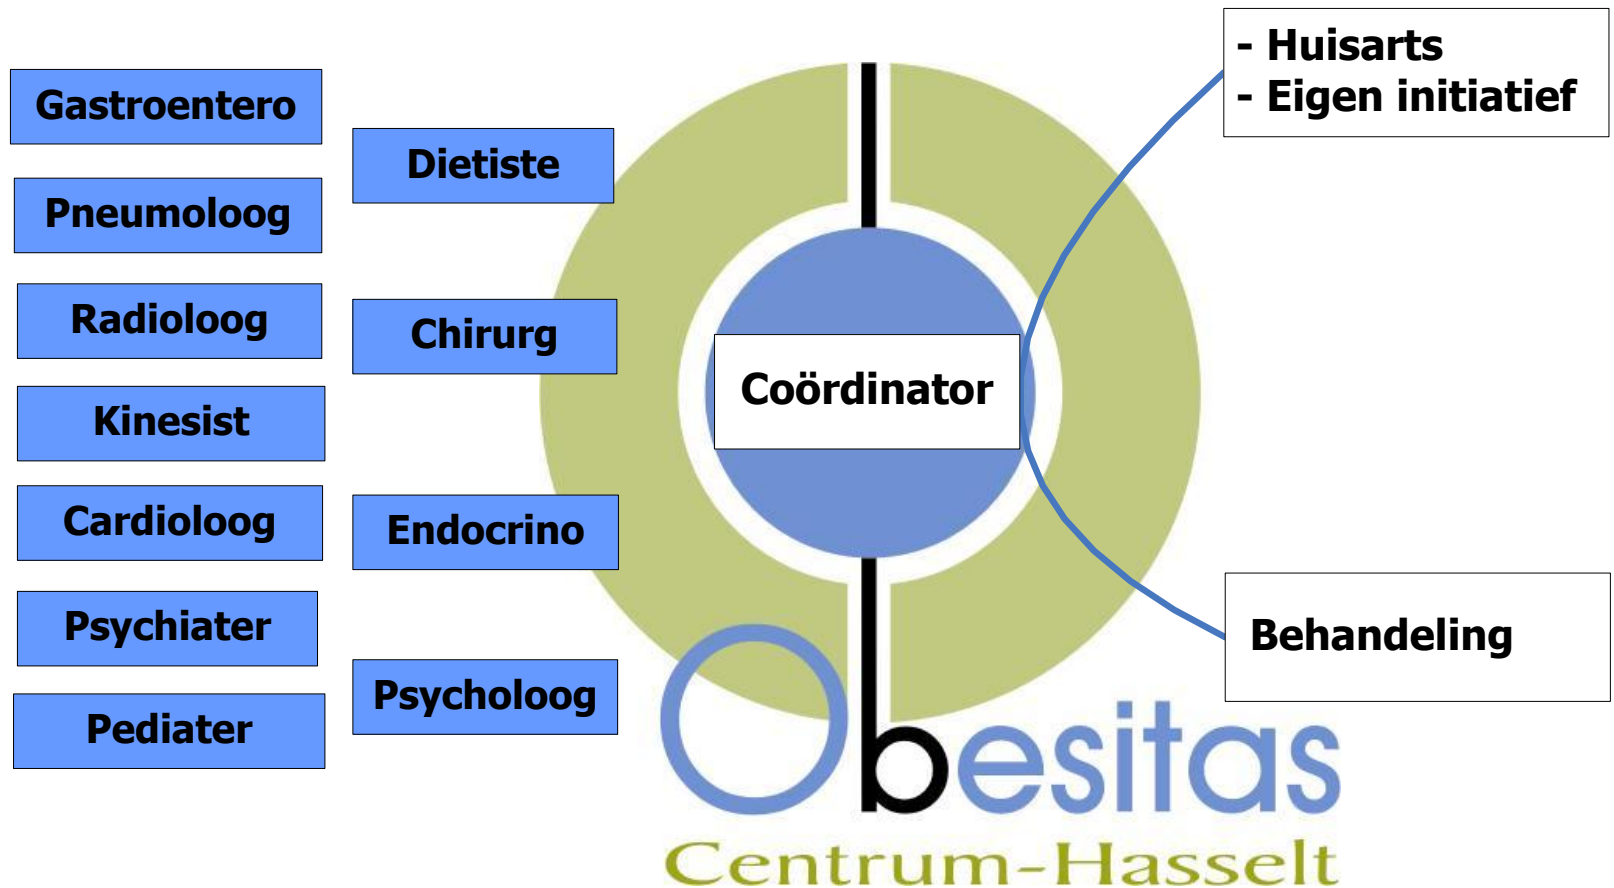 Gastroentero
Pneumoloog
Radioloog
Kinesist
Cardioloog
Psychiater
Pediater
Dietiste
Chirurg
Endocrino
Psycholoog
Coördinator
- Huisarts
- Eigen initiatief
Behandeling
Obesitas
Centrum-Hasselt